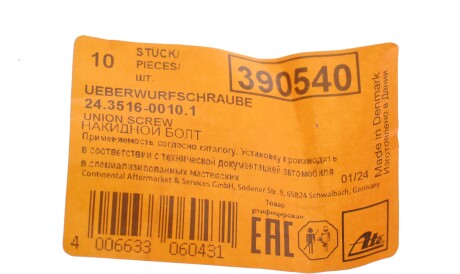 10 STÜCK/
PIECES/
ШТ.
390540
UEBERWURFSCHRAUBE
24.3516-0010.1
UNION SCREW
НАКИДНОЙ БОЛТ
Применяемость согласно каталогу. Установку производить
в соответствии с технической документацией автомобиля
в специализированных мастерских.
Continental Aftermarket & Services GmbH, Sodener Str. 9, 65824 Schwalbach, Germany
01/24
Made in Denmark
Изготовлено в Дании
Товар
сертифицирован.
4 006633 060431
EAC
Ate